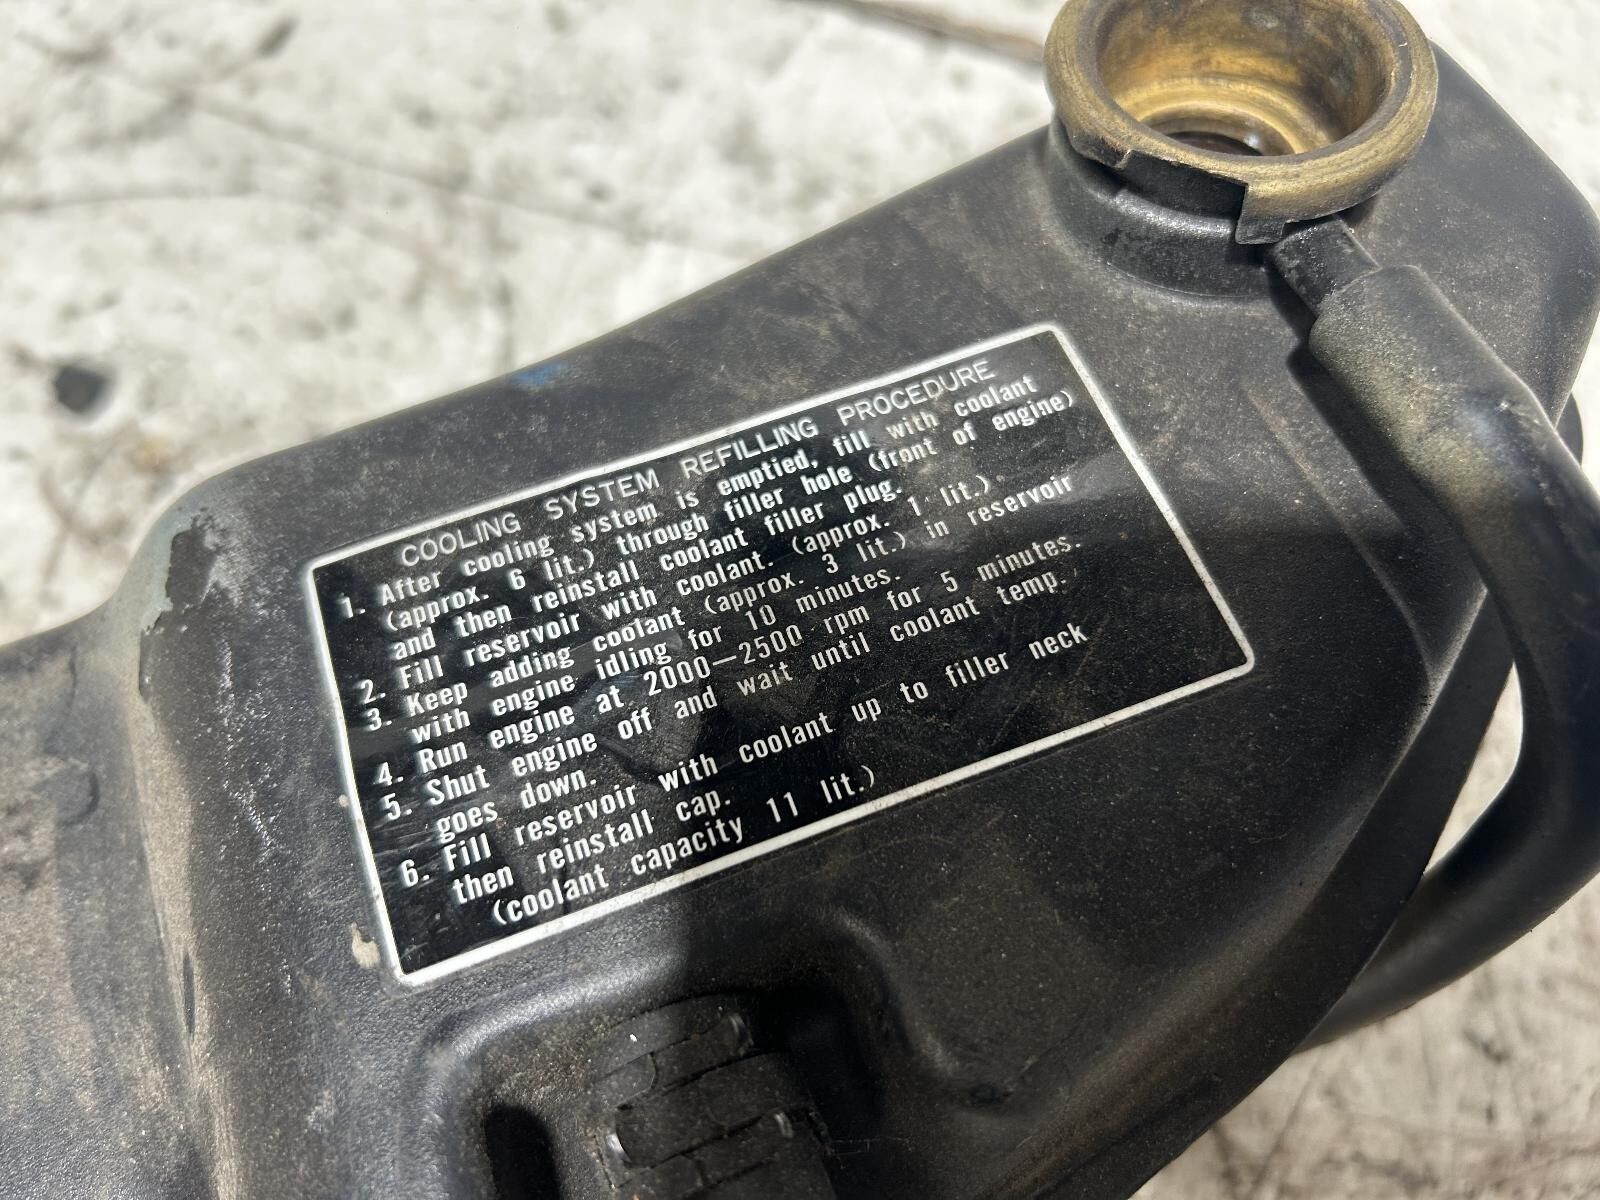 COOLING SYSTEM REFILLING PROCEDURE
1. After cooling system is emptied, fill with coolant
(approx. 6 lit.) through filler hole (front of engine)
and then reinstall coolant filler plug.
2. Fill reservoir with coolant. (approx. 1 lit.)
3. Keep adding coolant (approx. 3 lit.) in reservoir
with engine idling for 10 minutes.
4. Run engine at 2000—2500 rpm for 5 minutes.
5. Shut engine off and wait until coolant temp.
goes down.
6. Fill reservoir with coolant up to filler neck
then reinstall cap.
(coolant capacity 11 lit.)